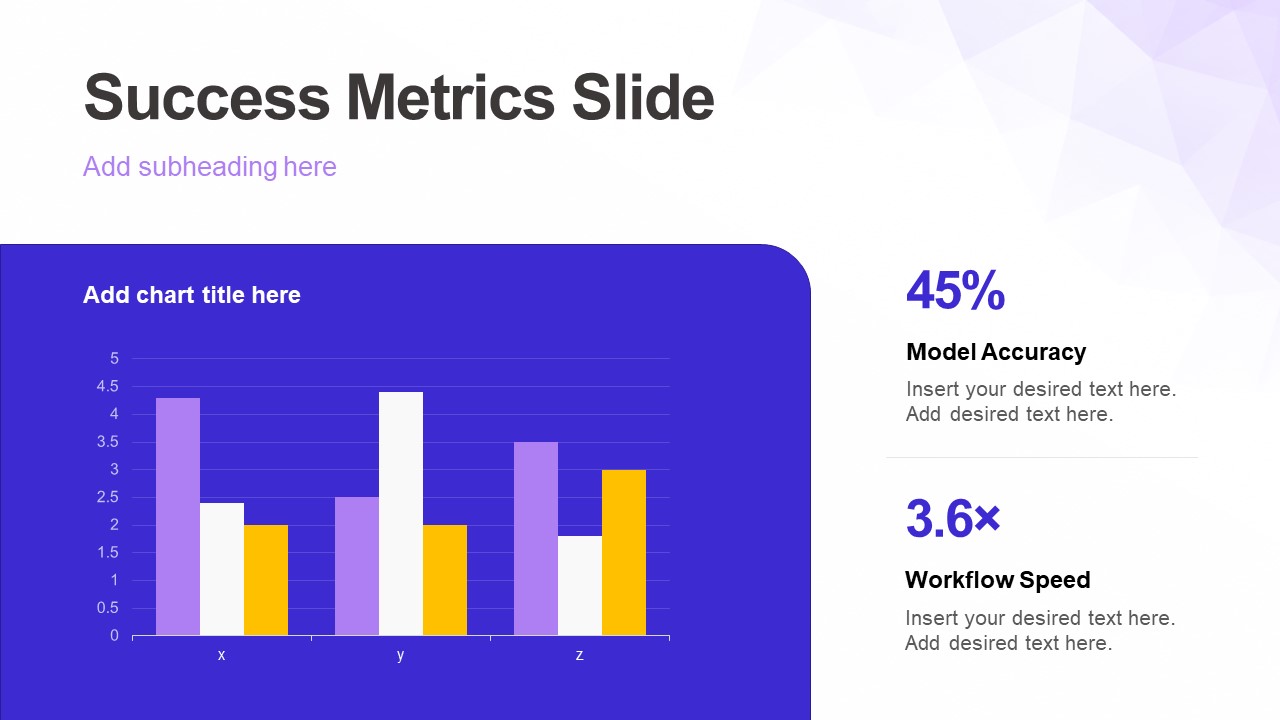 Success Metrics Slide
Add subheading here
Add chart title here
5
4.5
4
3.5
3
2.5
2
1.5
1
0.5
0
x y z
45%
Model Accuracy
Insert your desired text here.
Add desired text here.
3.6×
Workflow Speed
Insert your desired text here.
Add desired text here.